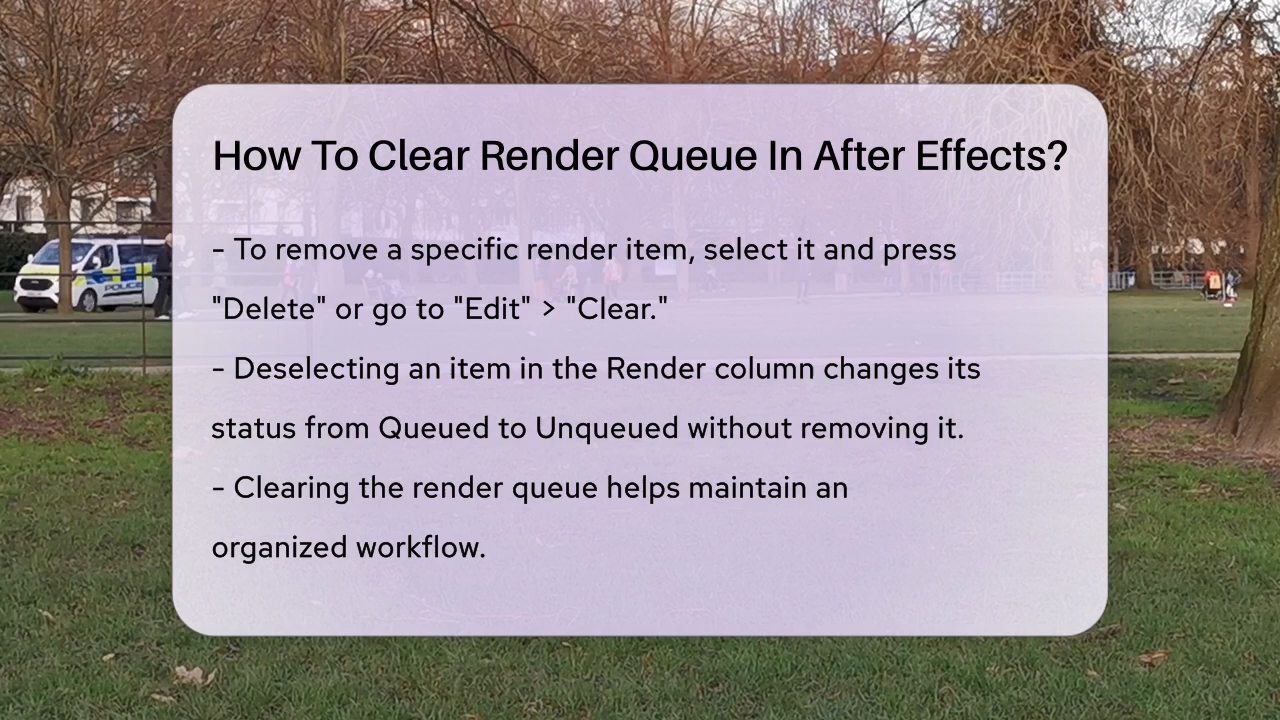 How To Clear Render Queue In After Effects?
- To remove a specific render item, select it and press
"Delete" or go to "Edit" > "Clear."
- Deselecting an item in the Render column changes its
status from Queued to Unqueued without removing it.
- Clearing the render queue helps maintain an
organized workflow.
POLICE